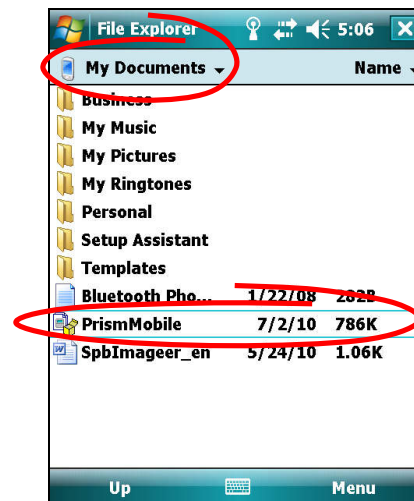 File Explorer 5:06
My Documents Name
Business
My Music
My Pictures
My Ringtones
Personal
Setup Assistant
Templates
Bluetooth Pho... 1/22/08 282B
PrismMobile 7/2/10 786K
SpbImageer_en 5/24/10 1.06K
Up Menu